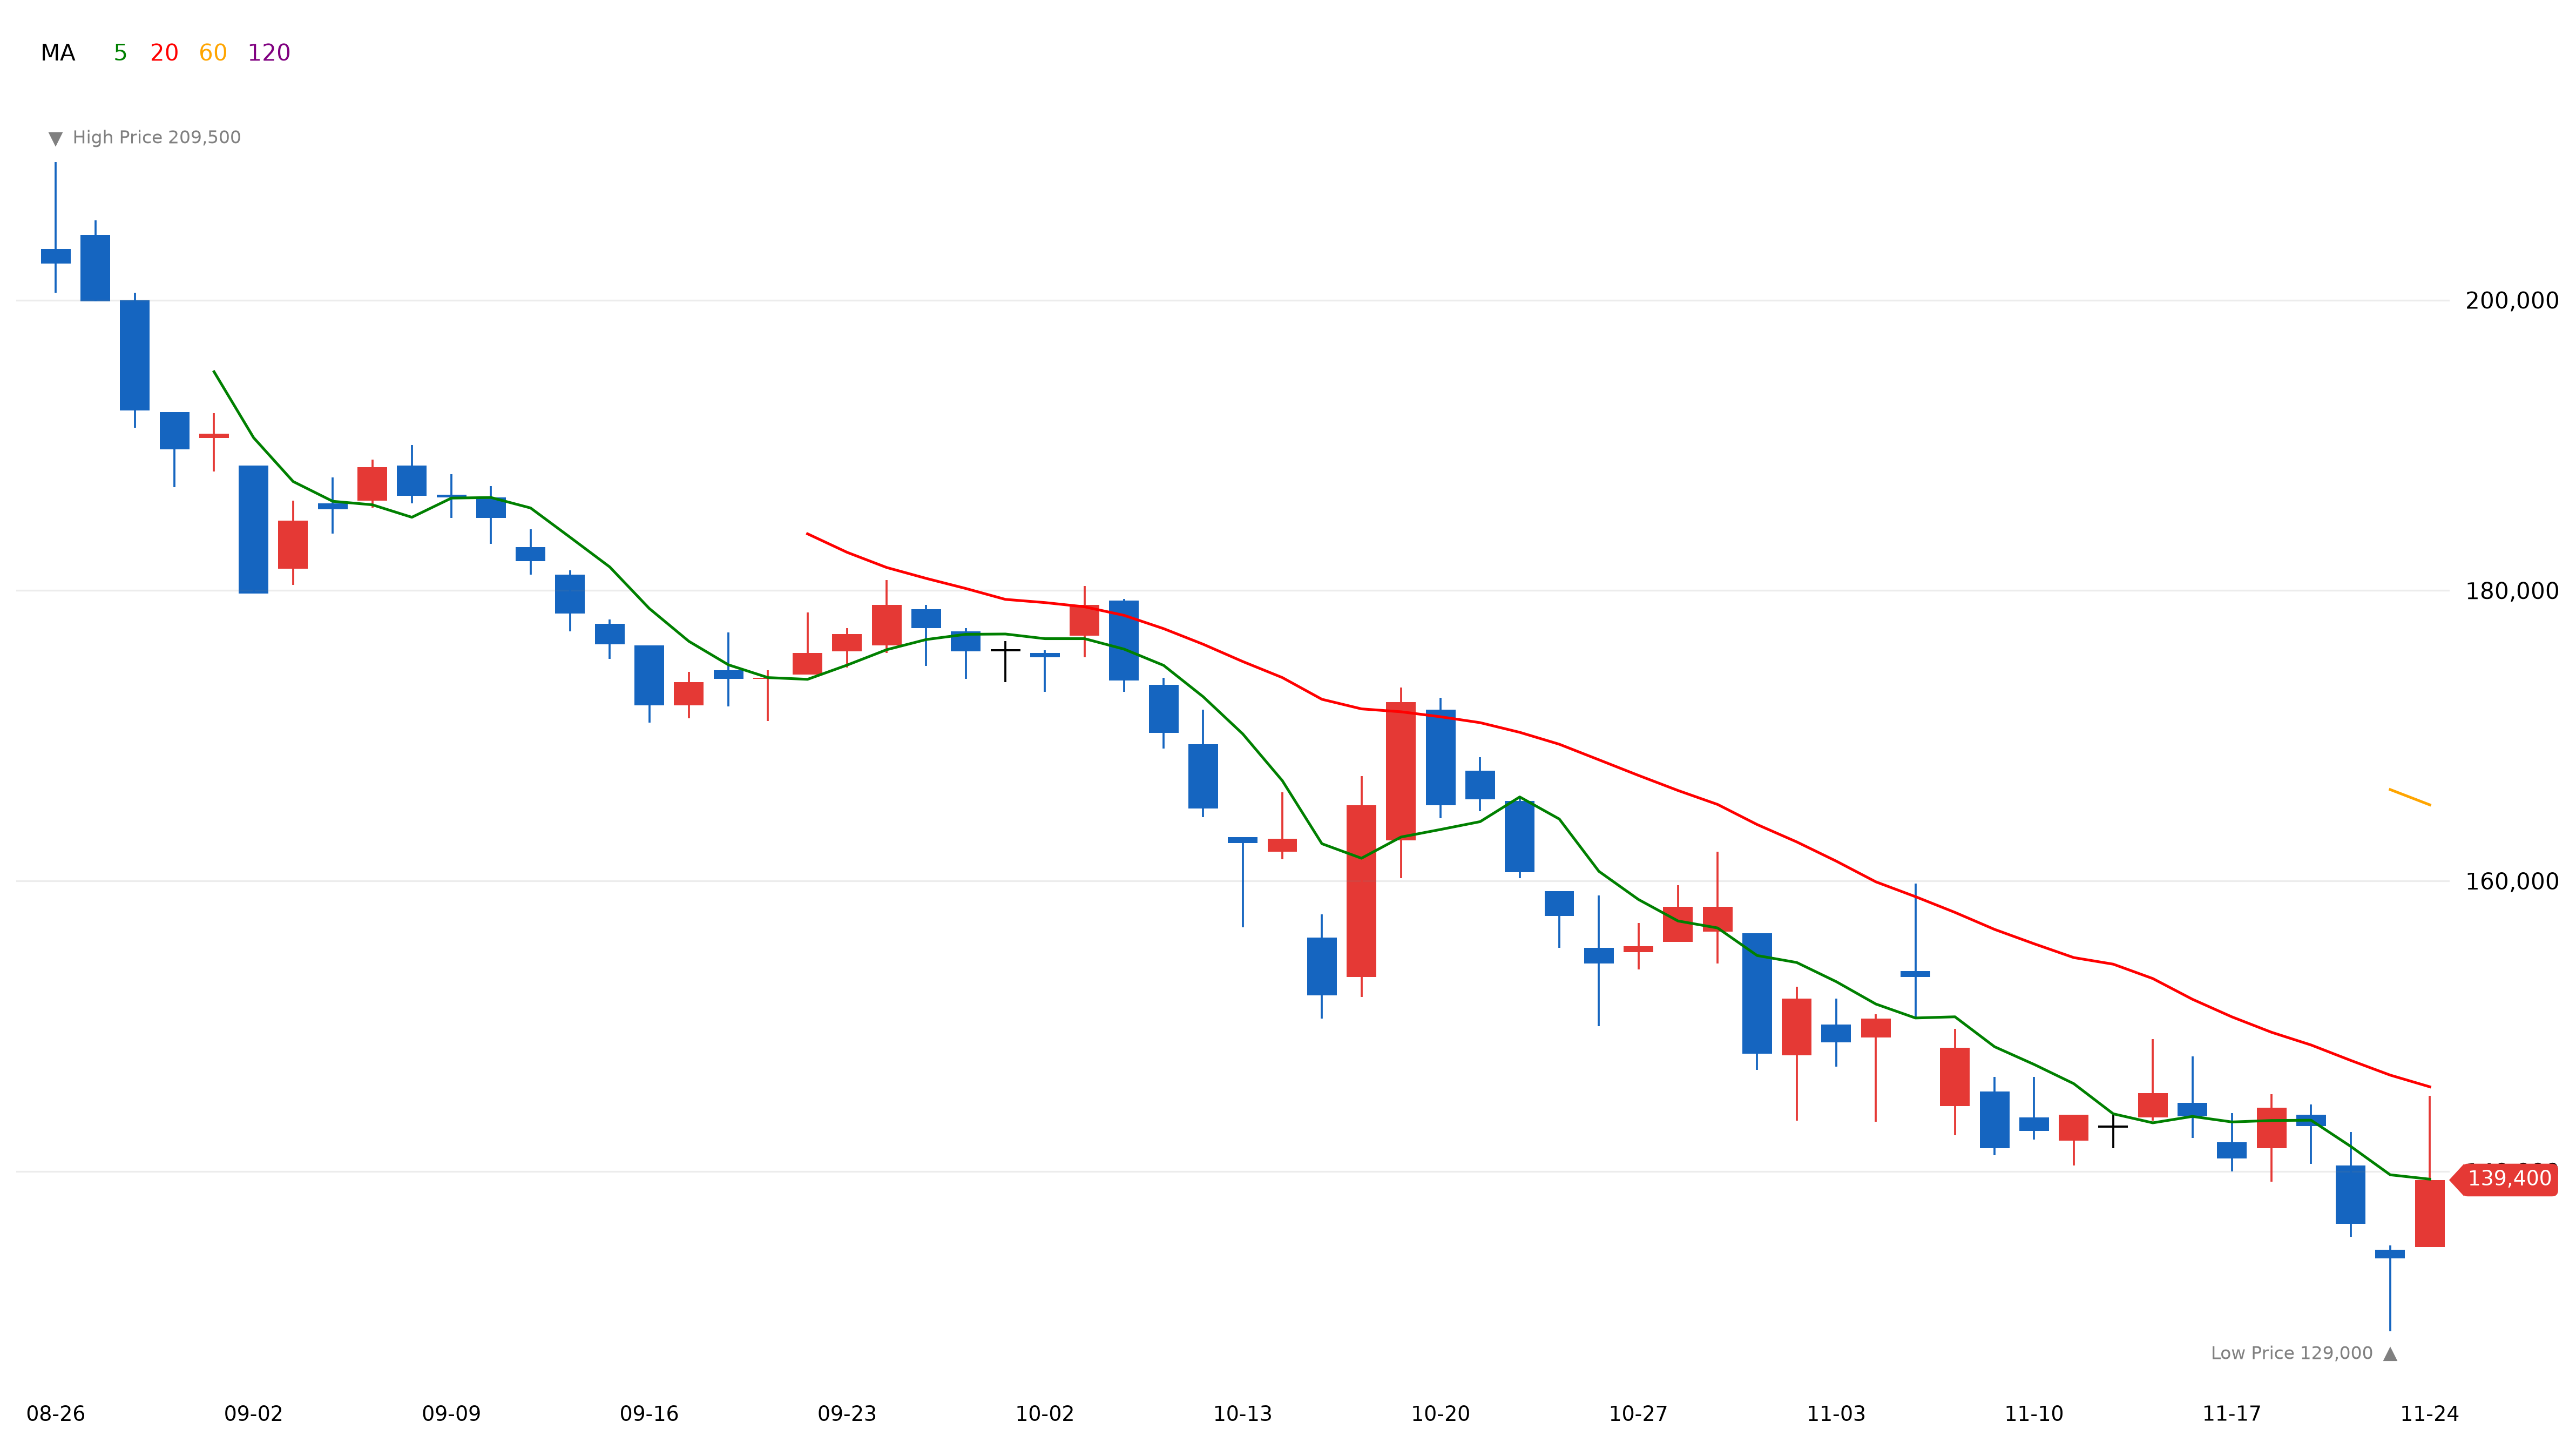 MA 5 20 60 120
▼ High Price 209,500
200,000
180,000
160,000
139,400
Low Price 129,000 ▲
08-26 09-02 09-09 09-16 09-23 10-02 10-13 10-20 10-27 11-03 11-10 11-17 11-24